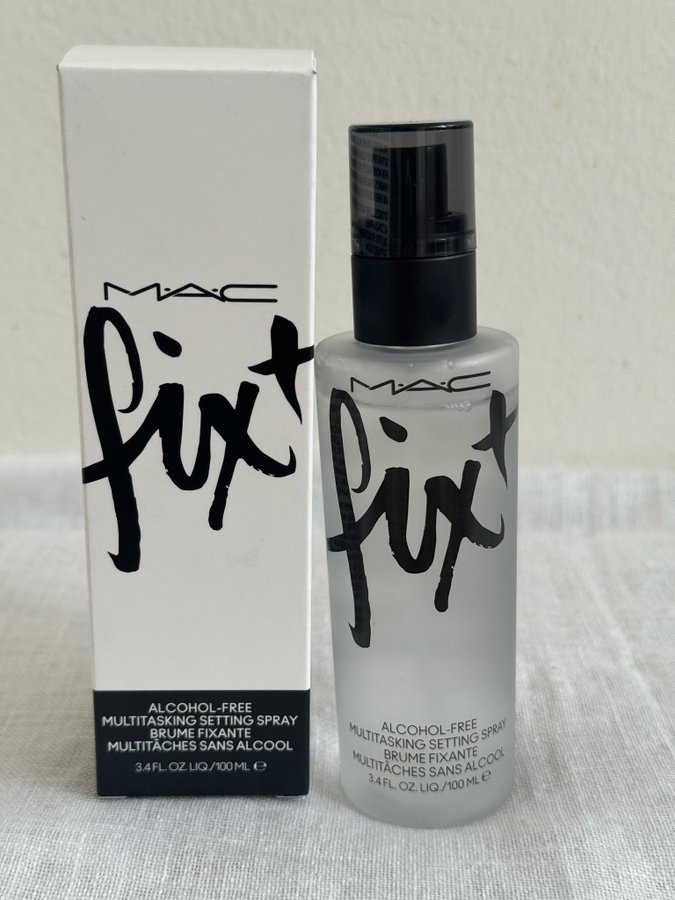 M·A·C
fix+
ALCOHOL-FREE
MULTITASKING SETTING SPRAY
BRUME FIXANTE
MULTITÂCHES SANS ALCOOL
3.4 FL. OZ. LIQ./100 ML ℮
M·A·C
fix+
ALCOHOL-FREE
MULTITASKING SETTING SPRAY
BRUME FIXANTE
MULTITÂCHES SANS ALCOOL
3.4 FL. OZ. LIQ./100 ML ℮